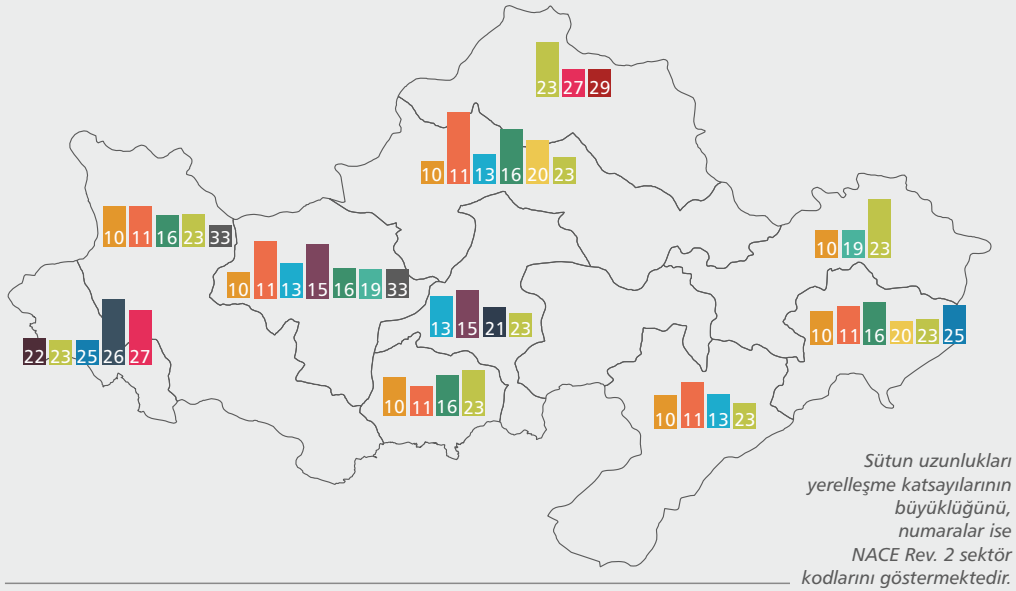 23 27 29
10 11 13 16 20 23
10 11 16 23 33
10 19 23
10 11 13 15 16 19 33
13 15 21 23
10 11 16 20 23 25
22 23 25 26 27
10 11 16 23
10 11 13 23
Sütun uzunlukları
yerelleşme katsayılarının
büyüklüğünü,
numaralar ise
NACE Rev. 2 sektör
kodlarını göstermektedir.